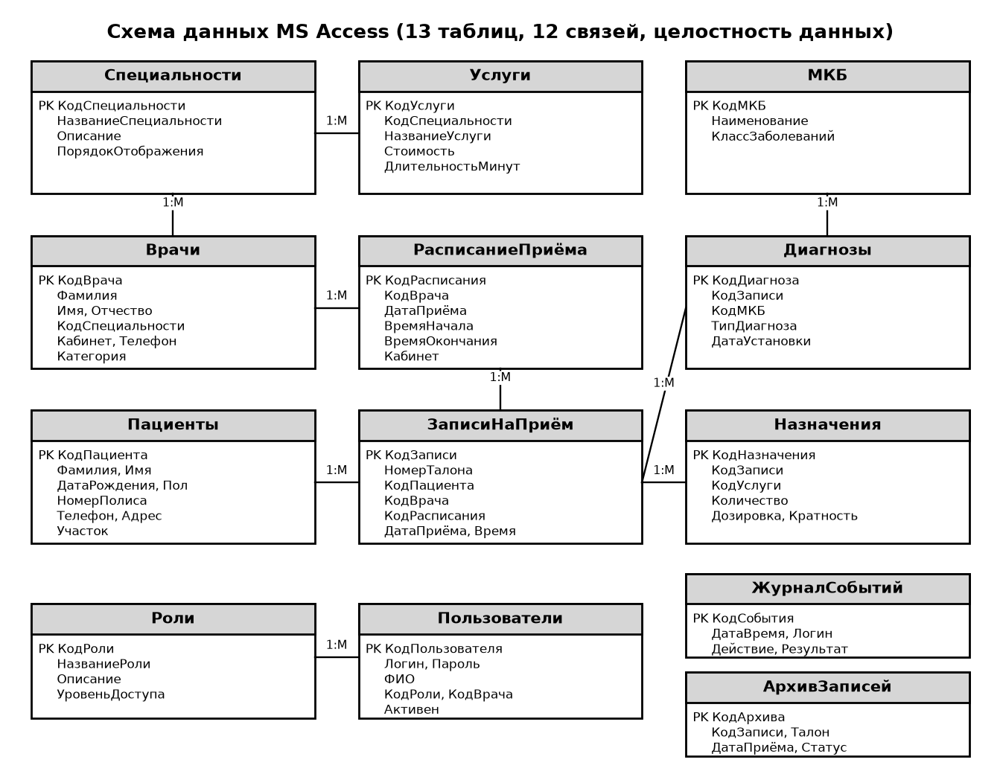 Схема данных MS Access (13 таблиц, 12 связей, целостность данных)
Специальности
PK КодСпециальности
НазваниеСпециальности
Описание
ПорядокОтображения
1:М
Услуги
PK КодУслуги
КодСпециальности
НазваниеУслуги
Стоимость
ДлительностьМинут
МКБ
PK КодМКБ
Наименование
КлассЗаболеваний
1:М
1:М
Врачи
PK КодВрача
Фамилия
Имя, Отчество
КодСпециальности
Кабинет, Телефон
Категория
1:М
РасписаниеПриёма
PK КодРасписания
КодВрача
ДатаПриёма
ВремяНачала
ВремяОкончания
Кабинет
Диагнозы
PK КодДиагноза
КодЗаписи
КодМКБ
ТипДиагноза
ДатаУстановки
1:М
1:М
Пациенты
PK КодПациента
Фамилия, Имя
ДатаРождения, Пол
НомерПолиса
Телефон, Адрес
Участок
1:М
ЗаписиНаПриём
PK КодЗаписи
НомерТалона
КодПациента
КодВрача
КодРасписания
ДатаПриёма, Время
1:М
Назначения
PK КодНазначения
КодЗаписи
КодУслуги
Количество
Дозировка, Кратность
Роли
PK КодРоли
НазваниеРоли
Описание
УровеньДоступа
1:М
Пользователи
PK КодПользователя
Логин, Пароль
ФИО
КодРоли, КодВрача
Активен
ЖурналСобытий
PK КодСобытия
ДатаВремя, Логин
Действие, Результат
АрхивЗаписей
PK КодАрхива
КодЗаписи, Талон
ДатаПриёма, Статус